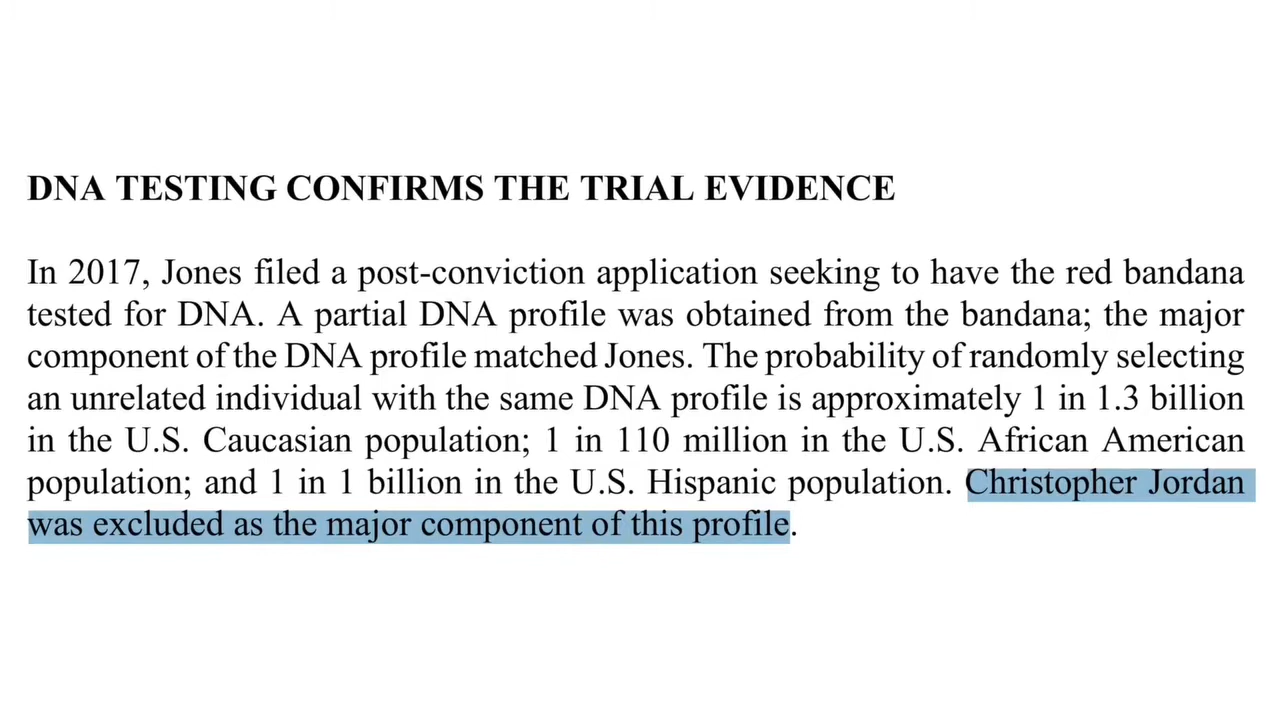 DNA TESTING CONFIRMS THE TRIAL EVIDENCE
In 2017, Jones filed a post-conviction application seeking to have the red bandana
tested for DNA. A partial DNA profile was obtained from the bandana; the major
component of the DNA profile matched Jones. The probability of randomly selecting
an unrelated individual with the same DNA profile is approximately 1 in 1.3 billion
in the U.S. Caucasian population; 1 in 110 million in the U.S. African American
population; and 1 in 1 billion in the U.S. Hispanic population. Christopher Jordan
was excluded as the major component of this profile.